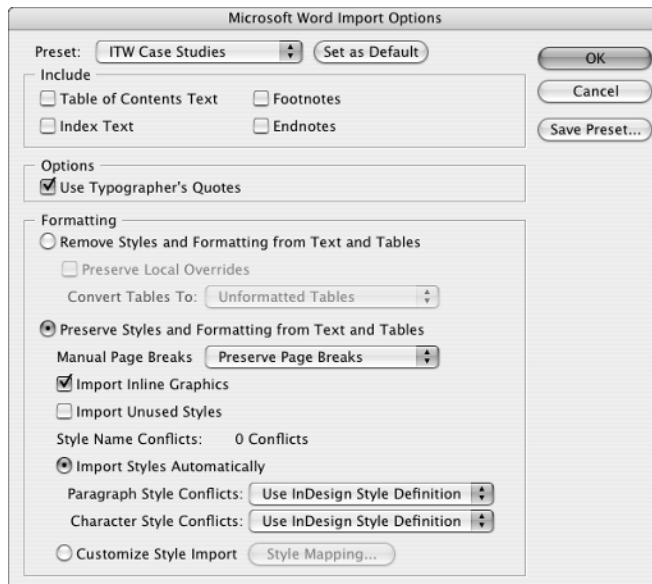 Microsoft Word Import Options
Preset: ITW Case Studies Set as Default OK
Include
Table of Contents Text Footnotes Cancel
Index Text Endnotes Save Preset...
Options
Use Typographer's Quotes
Formatting
Remove Styles and Formatting from Text and Tables
Preserve Local Overrides
Convert Tables To: Unformatted Tables
Preserve Styles and Formatting from Text and Tables
Manual Page Breaks Preserve Page Breaks
Import Inline Graphics
Import Unused Styles
Style Name Conflicts: 0 Conflicts
Import Styles Automatically
Paragraph Style Conflicts: Use InDesign Style Definition
Character Style Conflicts: Use InDesign Style Definition
Customize Style Import Style Mapping...